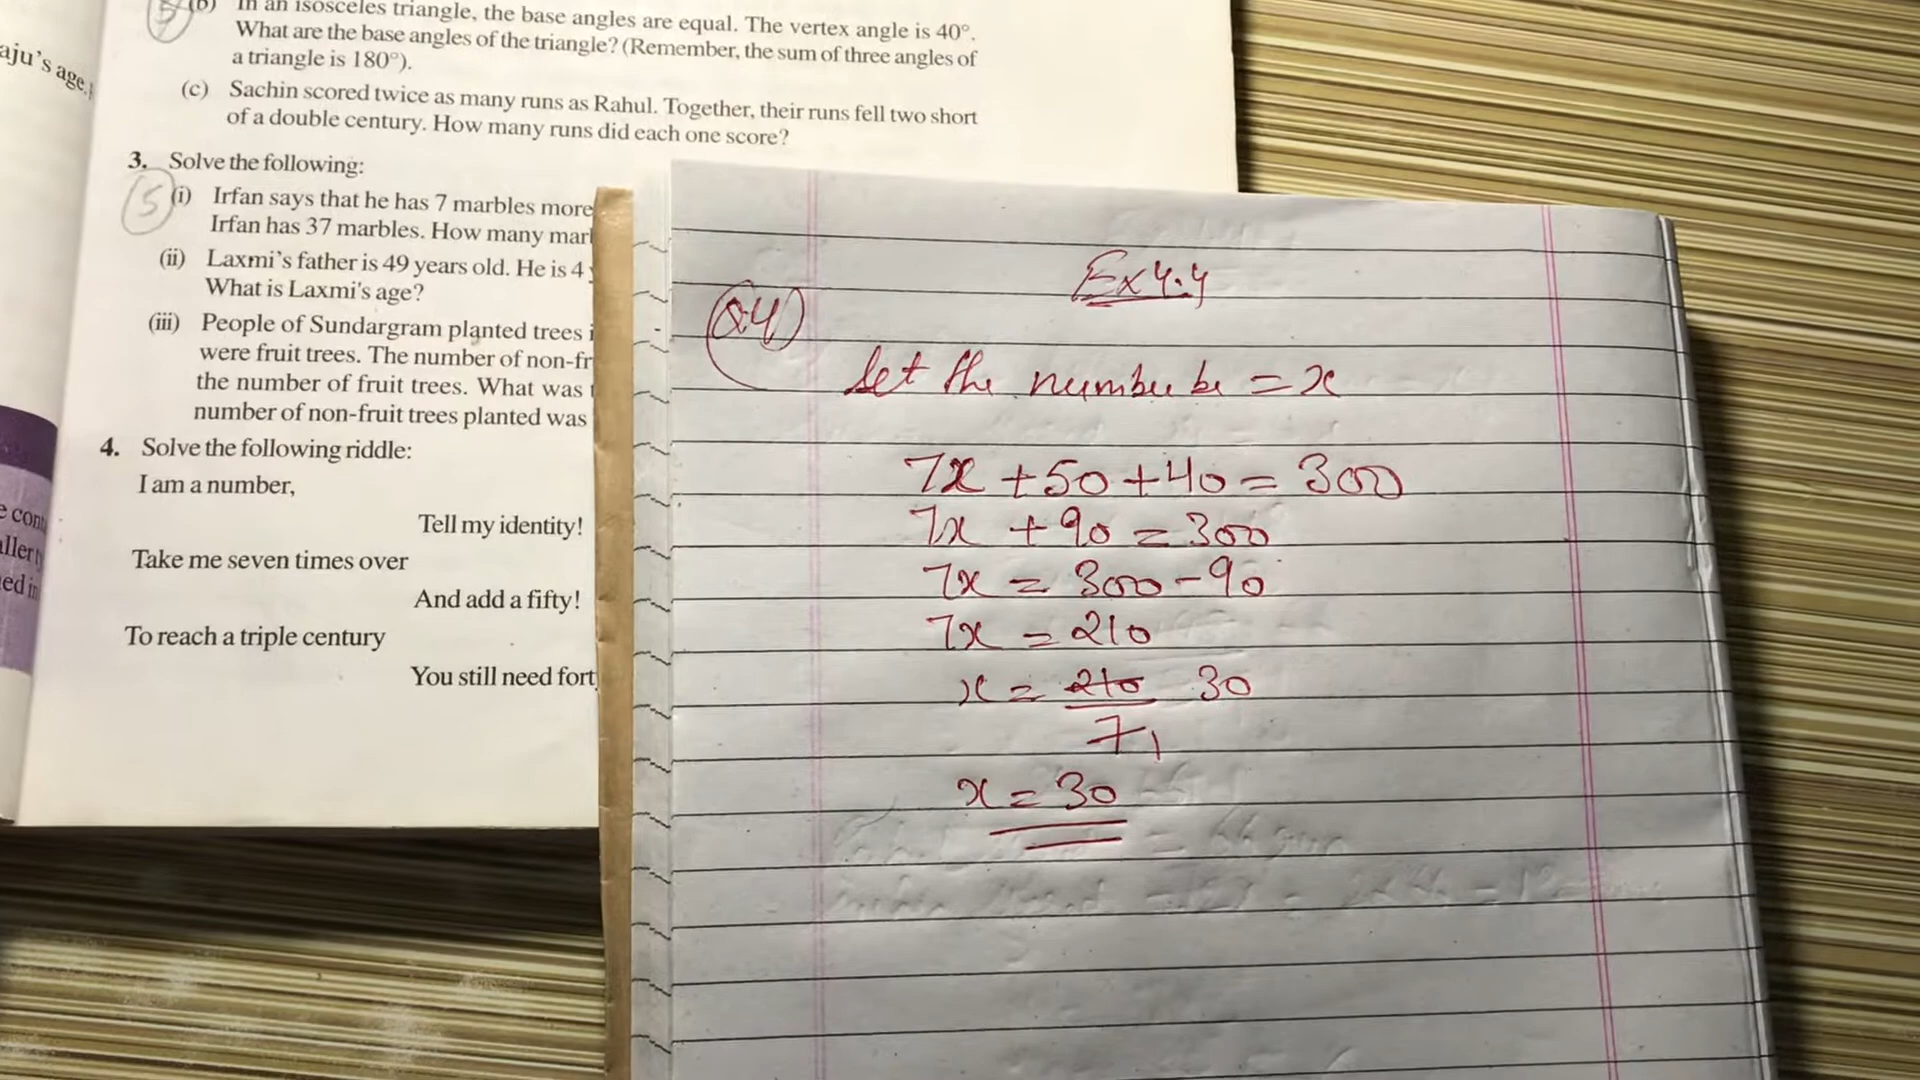 (b) In an isosceles triangle, the base angles are equal. The vertex angle is 40°.
What are the base angles of the triangle? (Remember, the sum of three angles of
a triangle is 180°).
aju's age.
(c) Sachin scored twice as many runs as Rahul. Together, their runs fell two short
of a double century. How many runs did each one score?
3. Solve the following:
5
(i) Irfan says that he has 7 marbles more
Irfan has 37 marbles. How many mar
(ii) Laxmi's father is 49 years old. He is 4 y
What is Laxmi's age?
(iii) People of Sundargram planted trees i
were fruit trees. The number of non-fr
the number of fruit trees. What was t
number of non-fruit trees planted was
4. Solve the following riddle:
I am a number,
Tell my identity!
Take me seven times over
And add a fifty!
To reach a triple century
You still need fort
Ex 4.4
Q4)
Let the number be = x
7x + 50 + 40 = 300
7x + 90 = 300
7x = 300 - 90
7x = 210
x = 210 30
7 1
x = 30